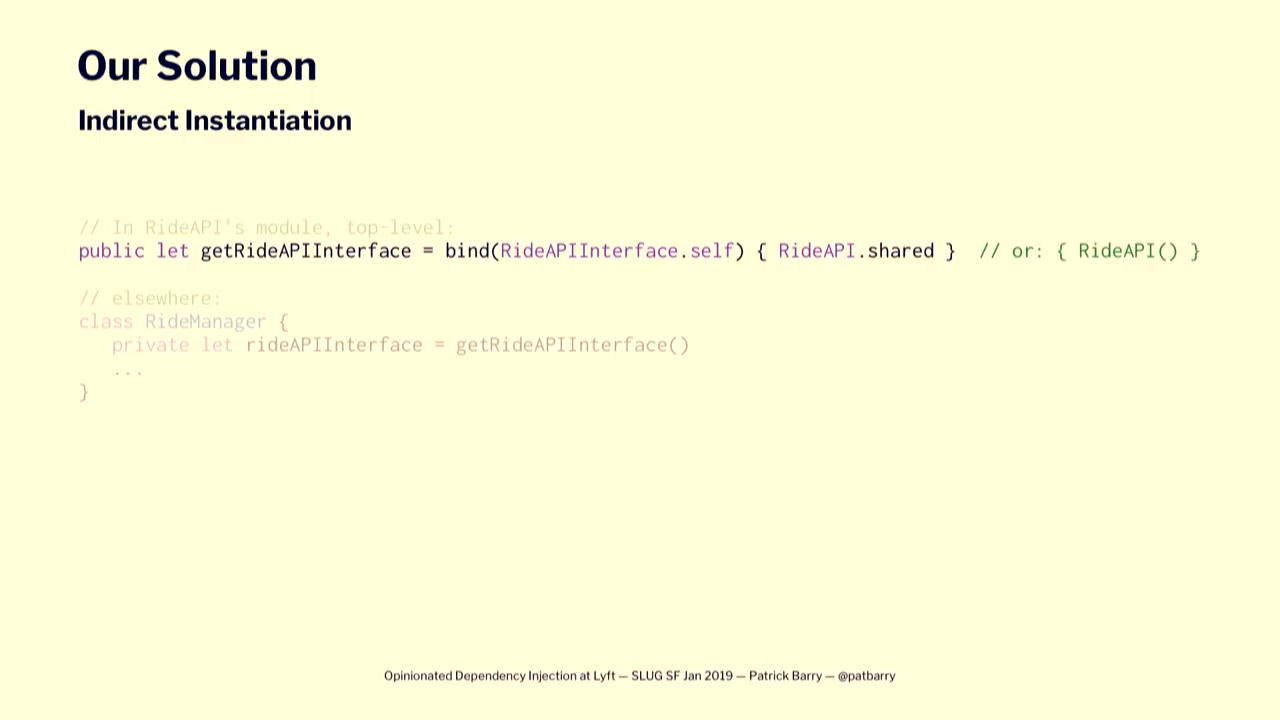 Our Solution
Indirect Instantiation
// In RideAPI's module, top-level:
public let getRideAPIInterface = bind(RideAPIInterface.self) { RideAPI.shared }  // or: { RideAPI() }
// elsewhere:
class RideManager {
   private let rideAPIInterface = getRideAPIInterface()
   ...
}
Opinionated Dependency Injection at Lyft — SLUG SF Jan 2019 — Patrick Barry — @patbarry